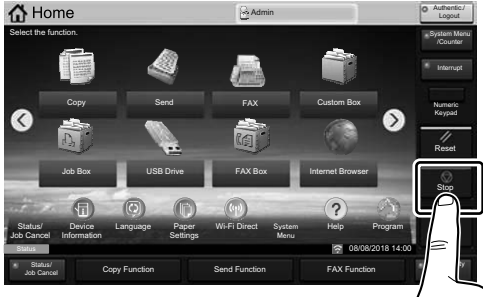 Home
Admin
Authentic./
Logout
Select the function.
System Menu
/Counter
Interrupt
Copy
Send
FAX
Custom Box
Numeric
Keypad
Reset
Job Box
USB Drive
FAX Box
Internet Browser
Stop
Status/
Job Cancel
Device
Information
Language
Paper
Settings
Wi-Fi Direct
System
Menu
Help
Program
Status
08/08/2018 14:00
Status/
Job Cancel
Copy Function
Send Function
FAX Function